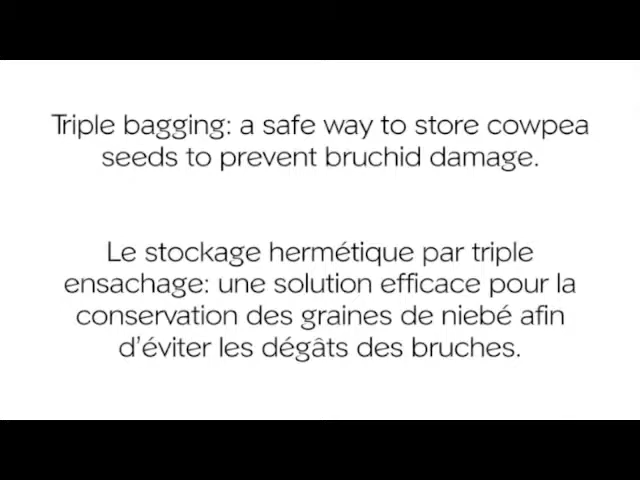 Triple bagging: a safe way to store cowpea
seeds to prevent bruchid damage.
Le stockage hermétique par triple
ensachage: une solution efficace pour la
conservation des graines de niebé afin
d’éviter les dégâts des bruches.